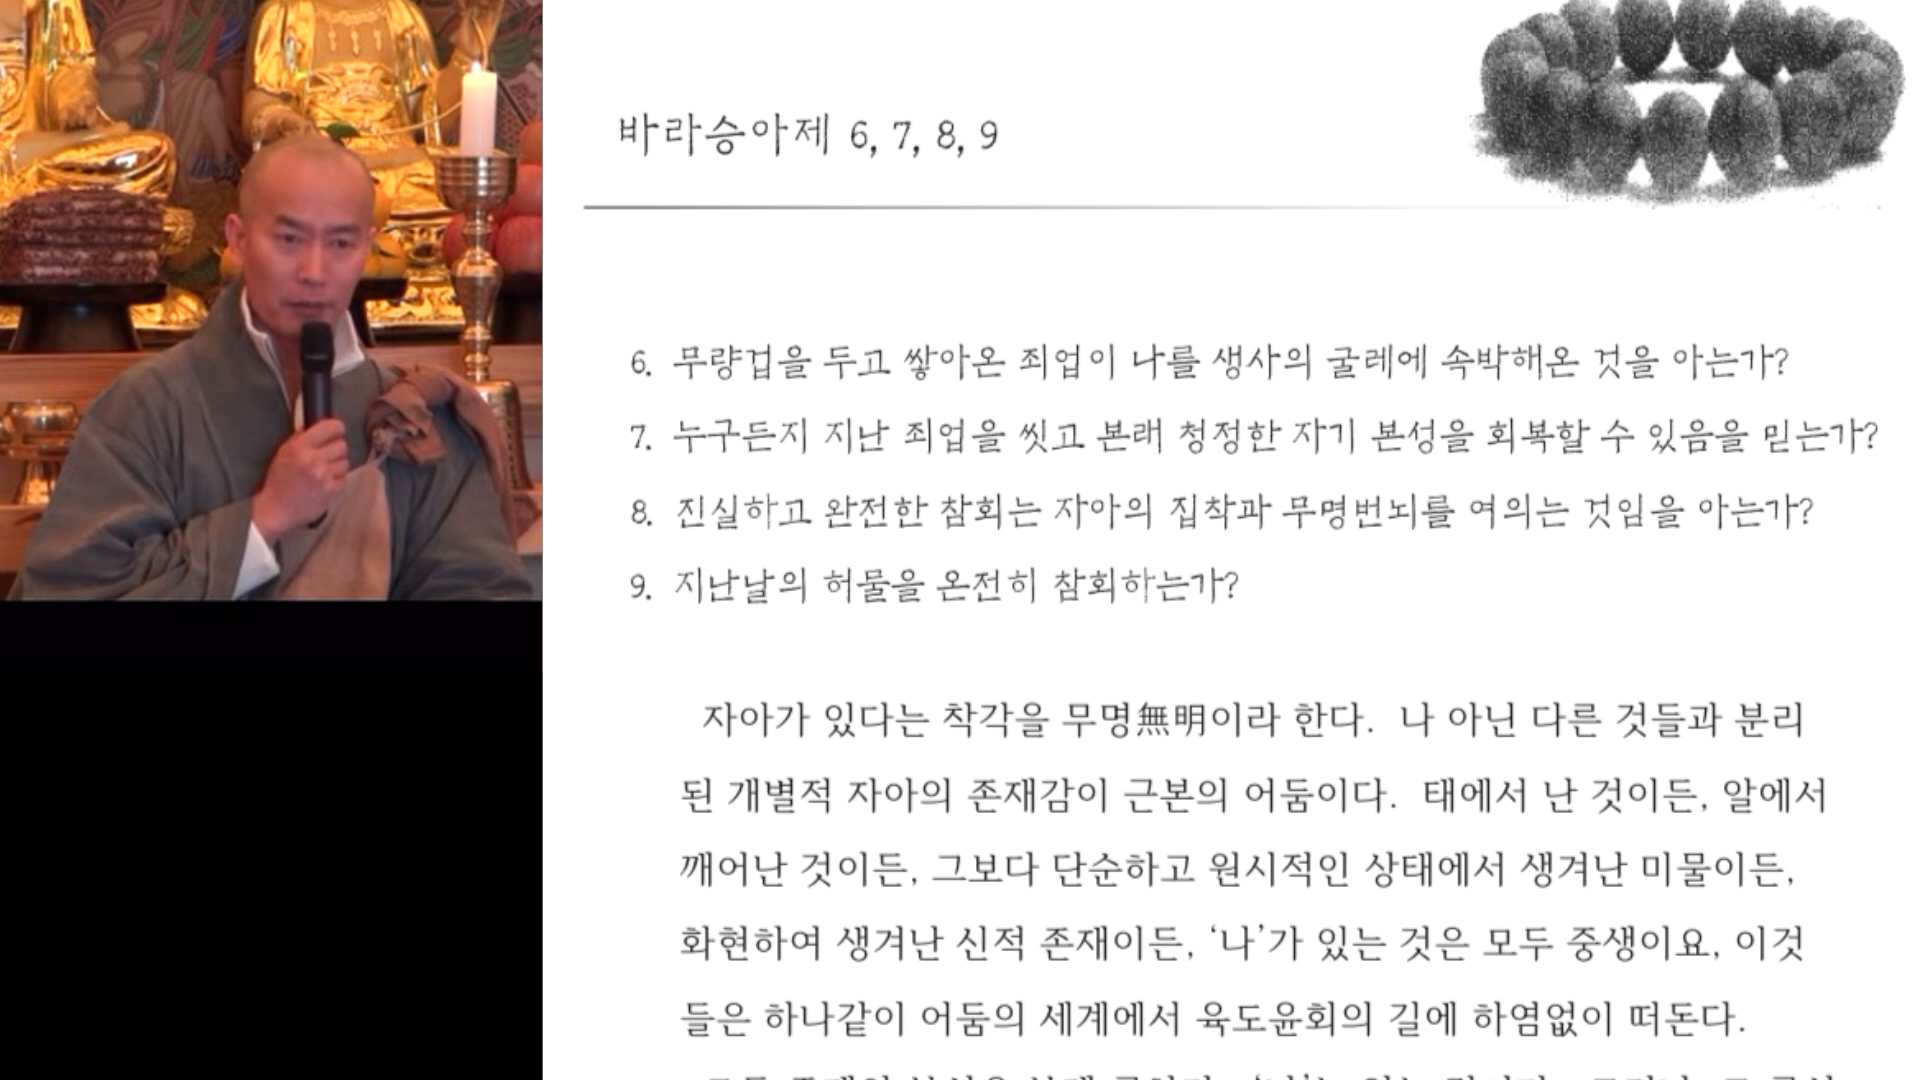 바라승아제 6, 7, 8, 9
6. 무량겁을 두고 쌓아온 죄업이 나를 생사의 굴레에 속박해온 것을 아는가?
7. 누구든지 지난 죄업을 씻고 본래 청정한 자기 본성을 회복할 수 있음을 믿는가?
8. 진실하고 완전한 참회는 자아의 집착과 무명번뇌를 여의는 것임을 아는가?
9. 지난날의 허물을 온전히 참회하는가?
자아가 있다는 착각을 무명無明이라 한다. 나 아닌 다른 것들과 분리
된 개별적 자아의 존재감이 근본의 어둠이다. 태에서 난 것이든, 알에서
깨어난 것이든, 그보다 단순하고 원시적인 상태에서 생겨난 미물이든,
화현하여 생겨난 신적 존재이든, ‘나’가 있는 것은 모두 중생이요, 이것
들은 하나같이 어둠의 세계에서 육도윤회의 길에 하염없이 떠돈다.